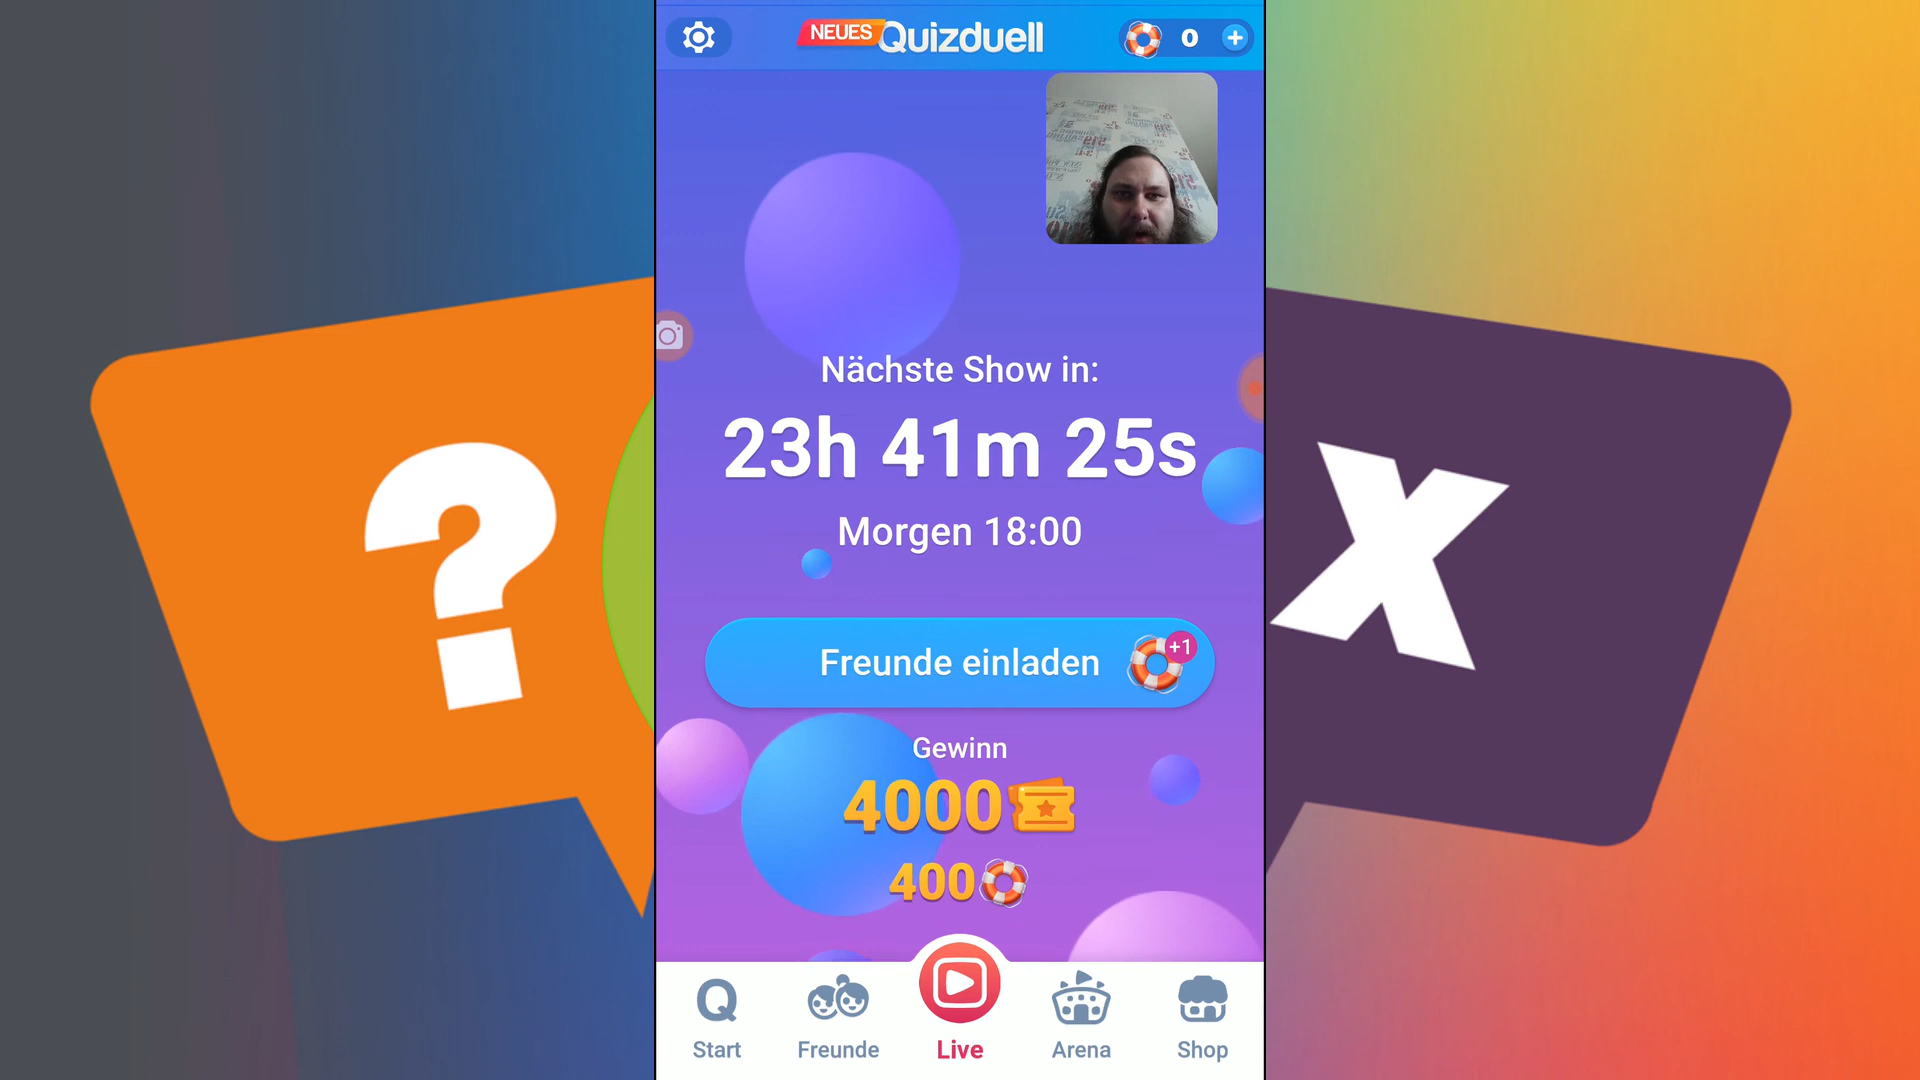 NEUES Quizduell
0
Nächste Show in:
23h 41m 25s
Morgen 18:00
Freunde einladen +1
Gewinn
4000
400
Start Freunde Live Arena Shop
? X